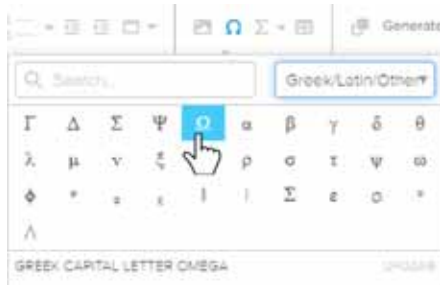 Σ Generate
Search... Greek/Latin/Other
Γ Δ Σ Ψ Ω α β γ δ θ
λ μ ν ξ ρ σ τ ψ ω
Φ Σ ε
Λ
GREEK CAPITAL LETTER OMEGA